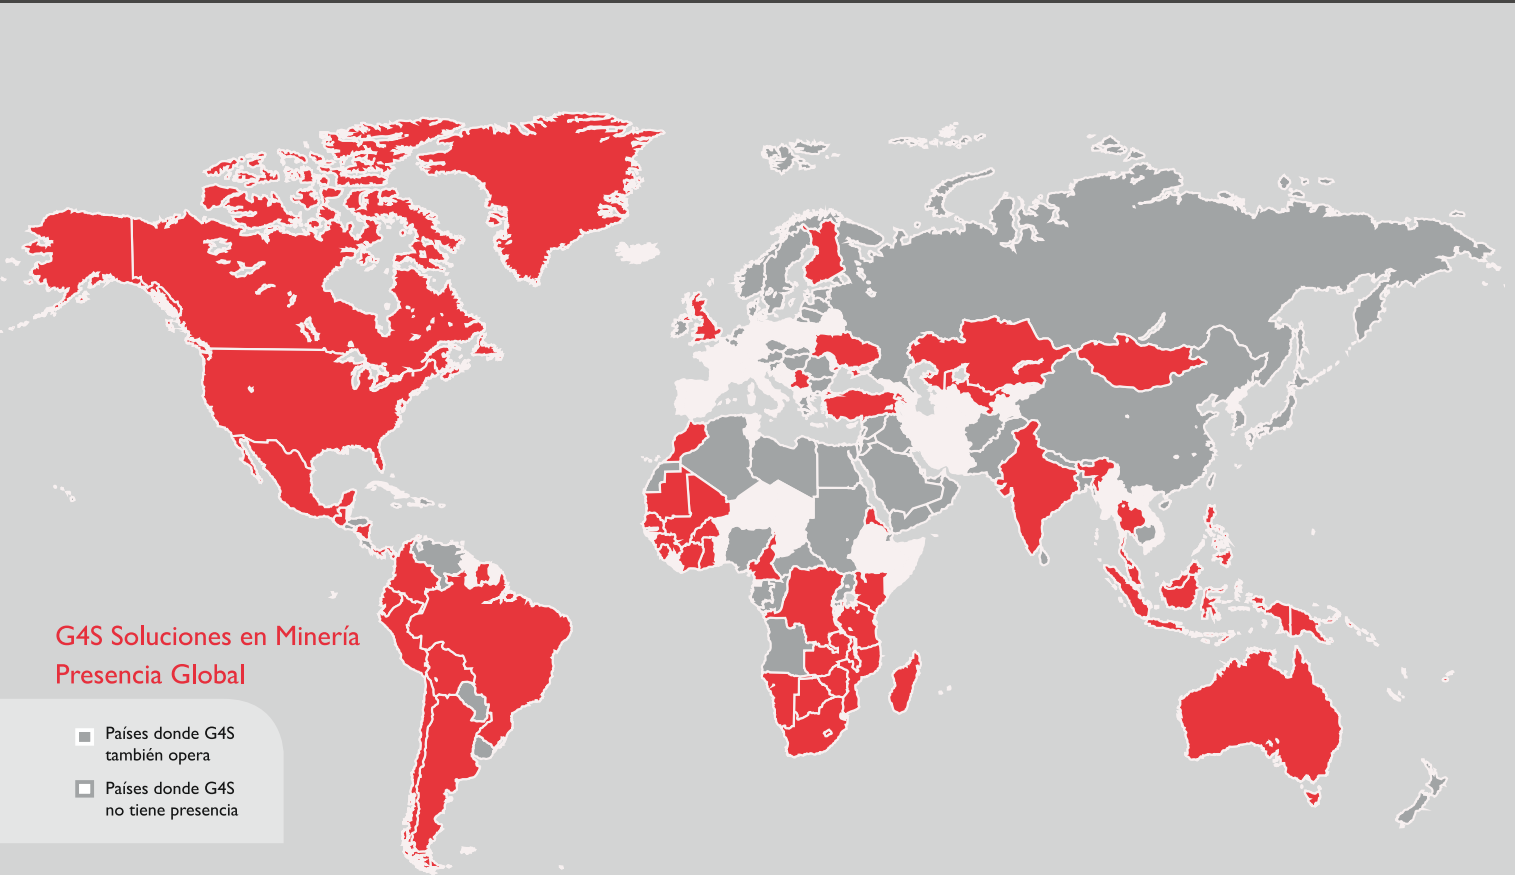 G4S Soluciones en Minería
Presencia Global
Países donde G4S
también opera
Países donde G4S
no tiene presencia